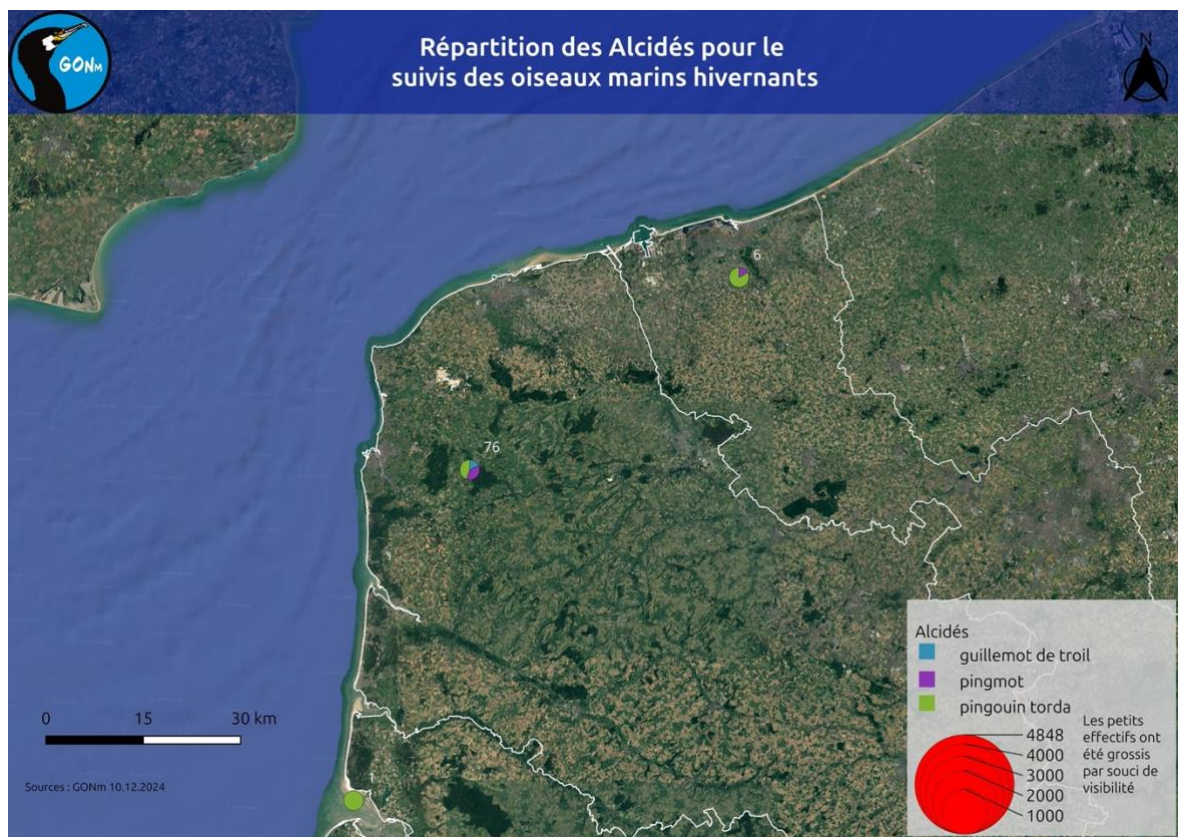 GONm
Répartition des Alcidés pour le
suivis des oiseaux marins hivernants
N
6
76
0 15 30 km
Sources : GONm 10.12.2024
Alcidés
guillemot de troil
pingmot
pingouin torda
4848
4000
3000
2000
1000
Les petits
effectifs ont
été grossis
par souci de
visibilité